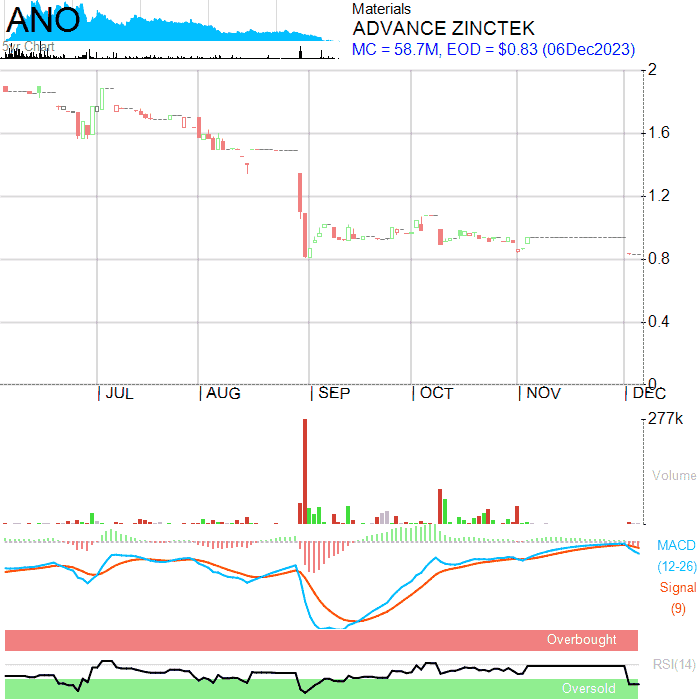 ANO
5yr Chart
Materials
ADVANCE ZINCTEK
MC = 58.7M, EOD = $0.83 (06Dec2023)
2
1.6
1.2
0.8
0.4
0
JUL AUG SEP OCT NOV DEC
277k
Volume
MACD
(12-26)
Signal
(9)
Overbought
RSI(14)
Oversold